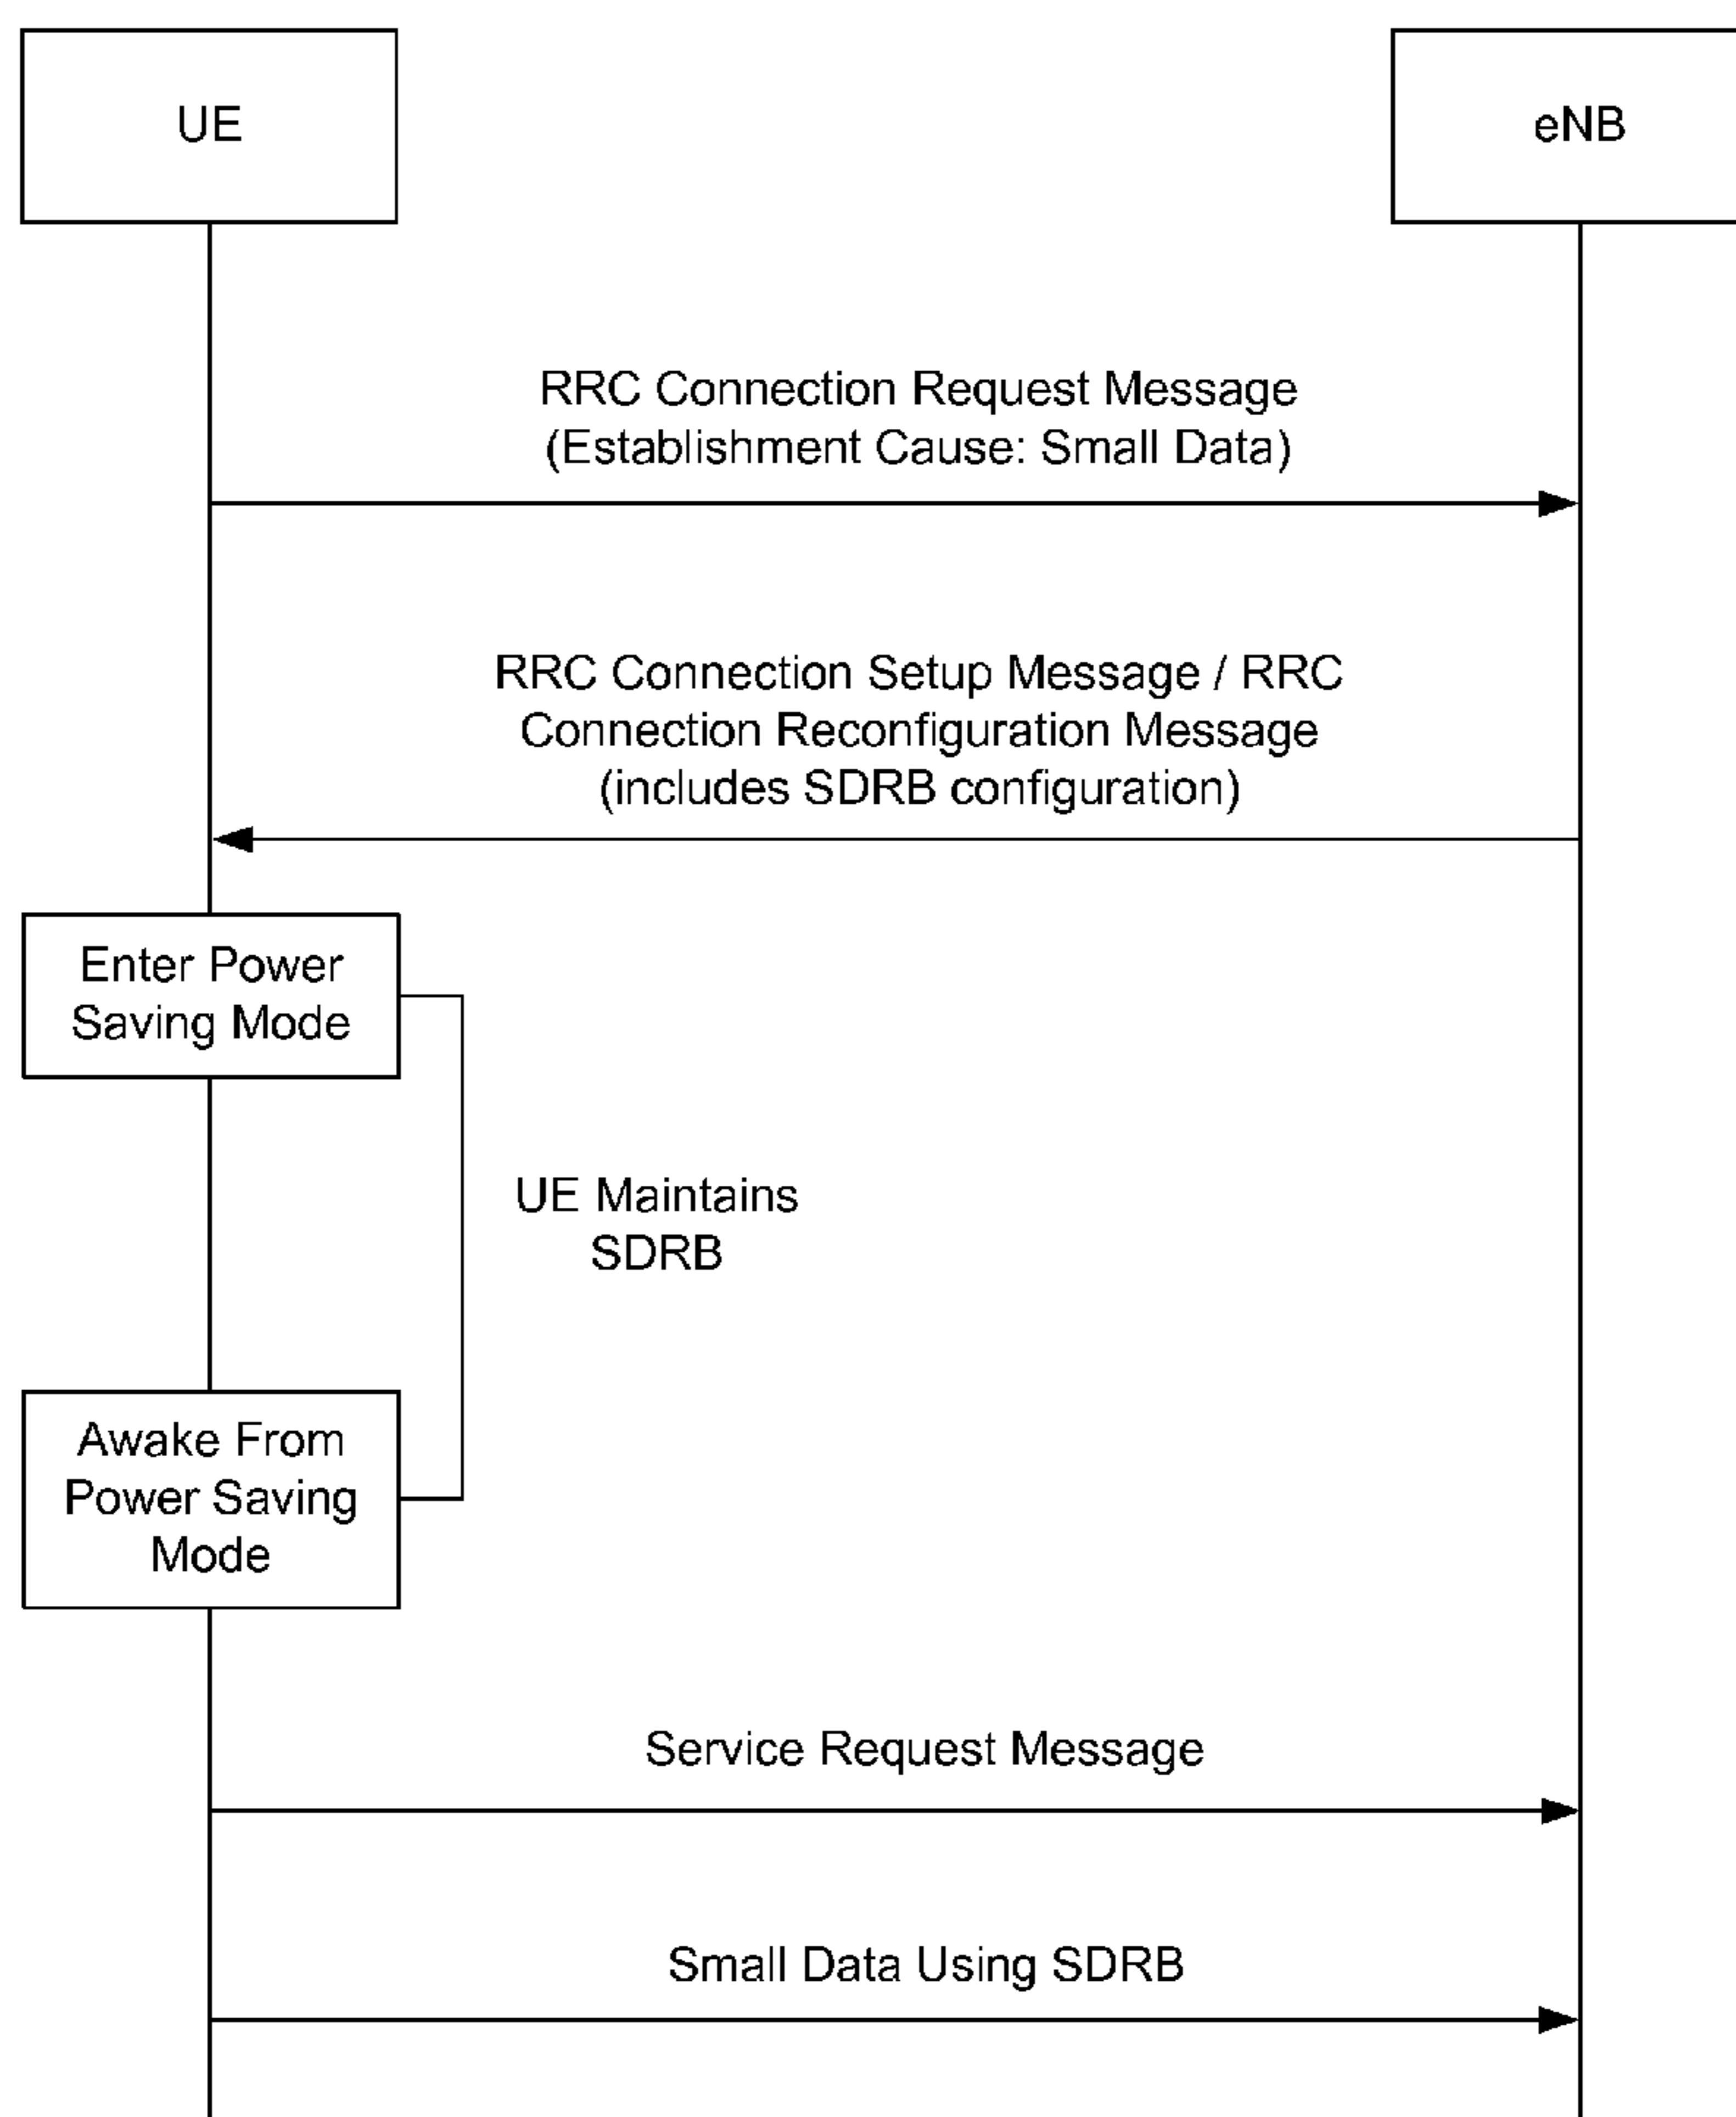 UE
eNB
RRC Connection Request Message
(Establishment Cause: Small Data)
RRC Connection Setup Message / RRC
Connection Reconfiguration Message
(includes SDRB configuration)
Enter Power
Saving Mode
UE Maintains
SDRB
Awake From
Power Saving
Mode
Service Request Message
Small Data Using SDRB